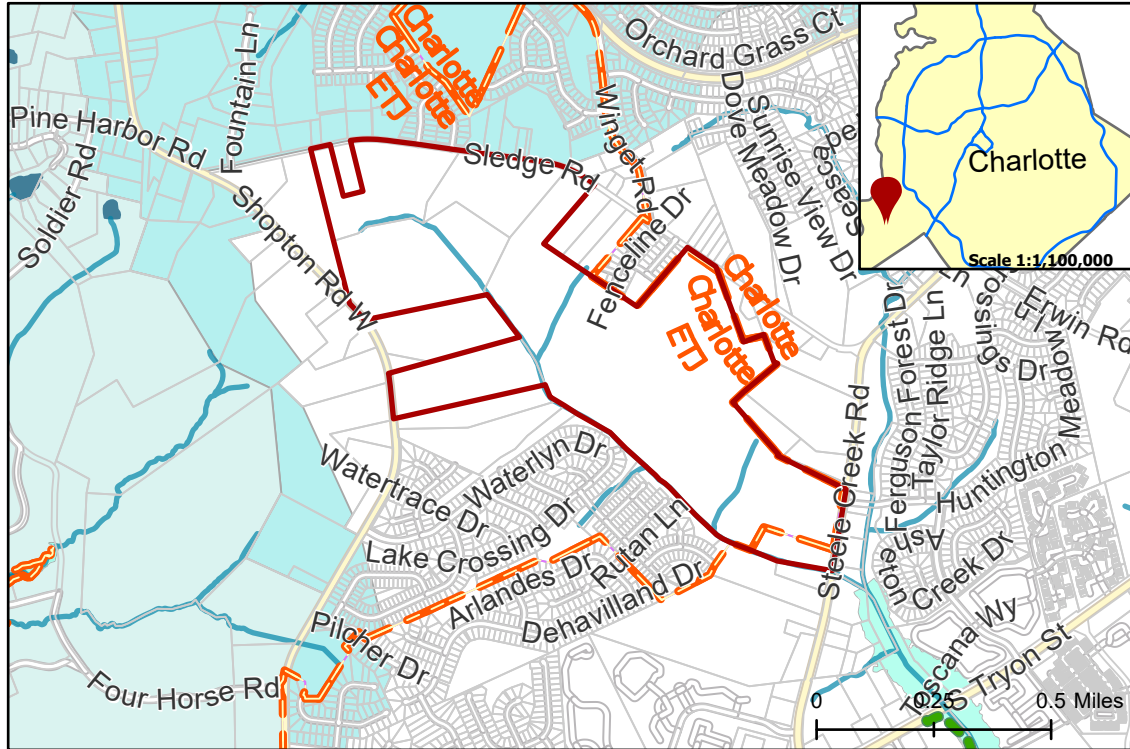 Fountain Ln
Charlotte
Charlotte
ETJ
Orchard Grass Ct
Pine Harbor Rd
Soldier Rd
Sledge Rd
Winget Rd
Dove Meadow Dr
Sunrise View Dr
Charlotte
Scale 1:1,100,000
Shopton Rd W
Fenceline Dr
Charlotte
Charlotte
ETJ
Erwin Rd
Steele Creek Rd
Ferguson Forest Dr
Taylor Ridge Ln
Huntington Meadow
Watertrace Dr
Waterlyn Dr
Lake Crossing Dr
Rutan Ln
Arlandes Dr
Dehavilland Dr
Asheton
Creek Dr
Pilcher Dr
Four Horse Rd
Toscana Wy
S Tryon St
0 0.25 0.5 Miles